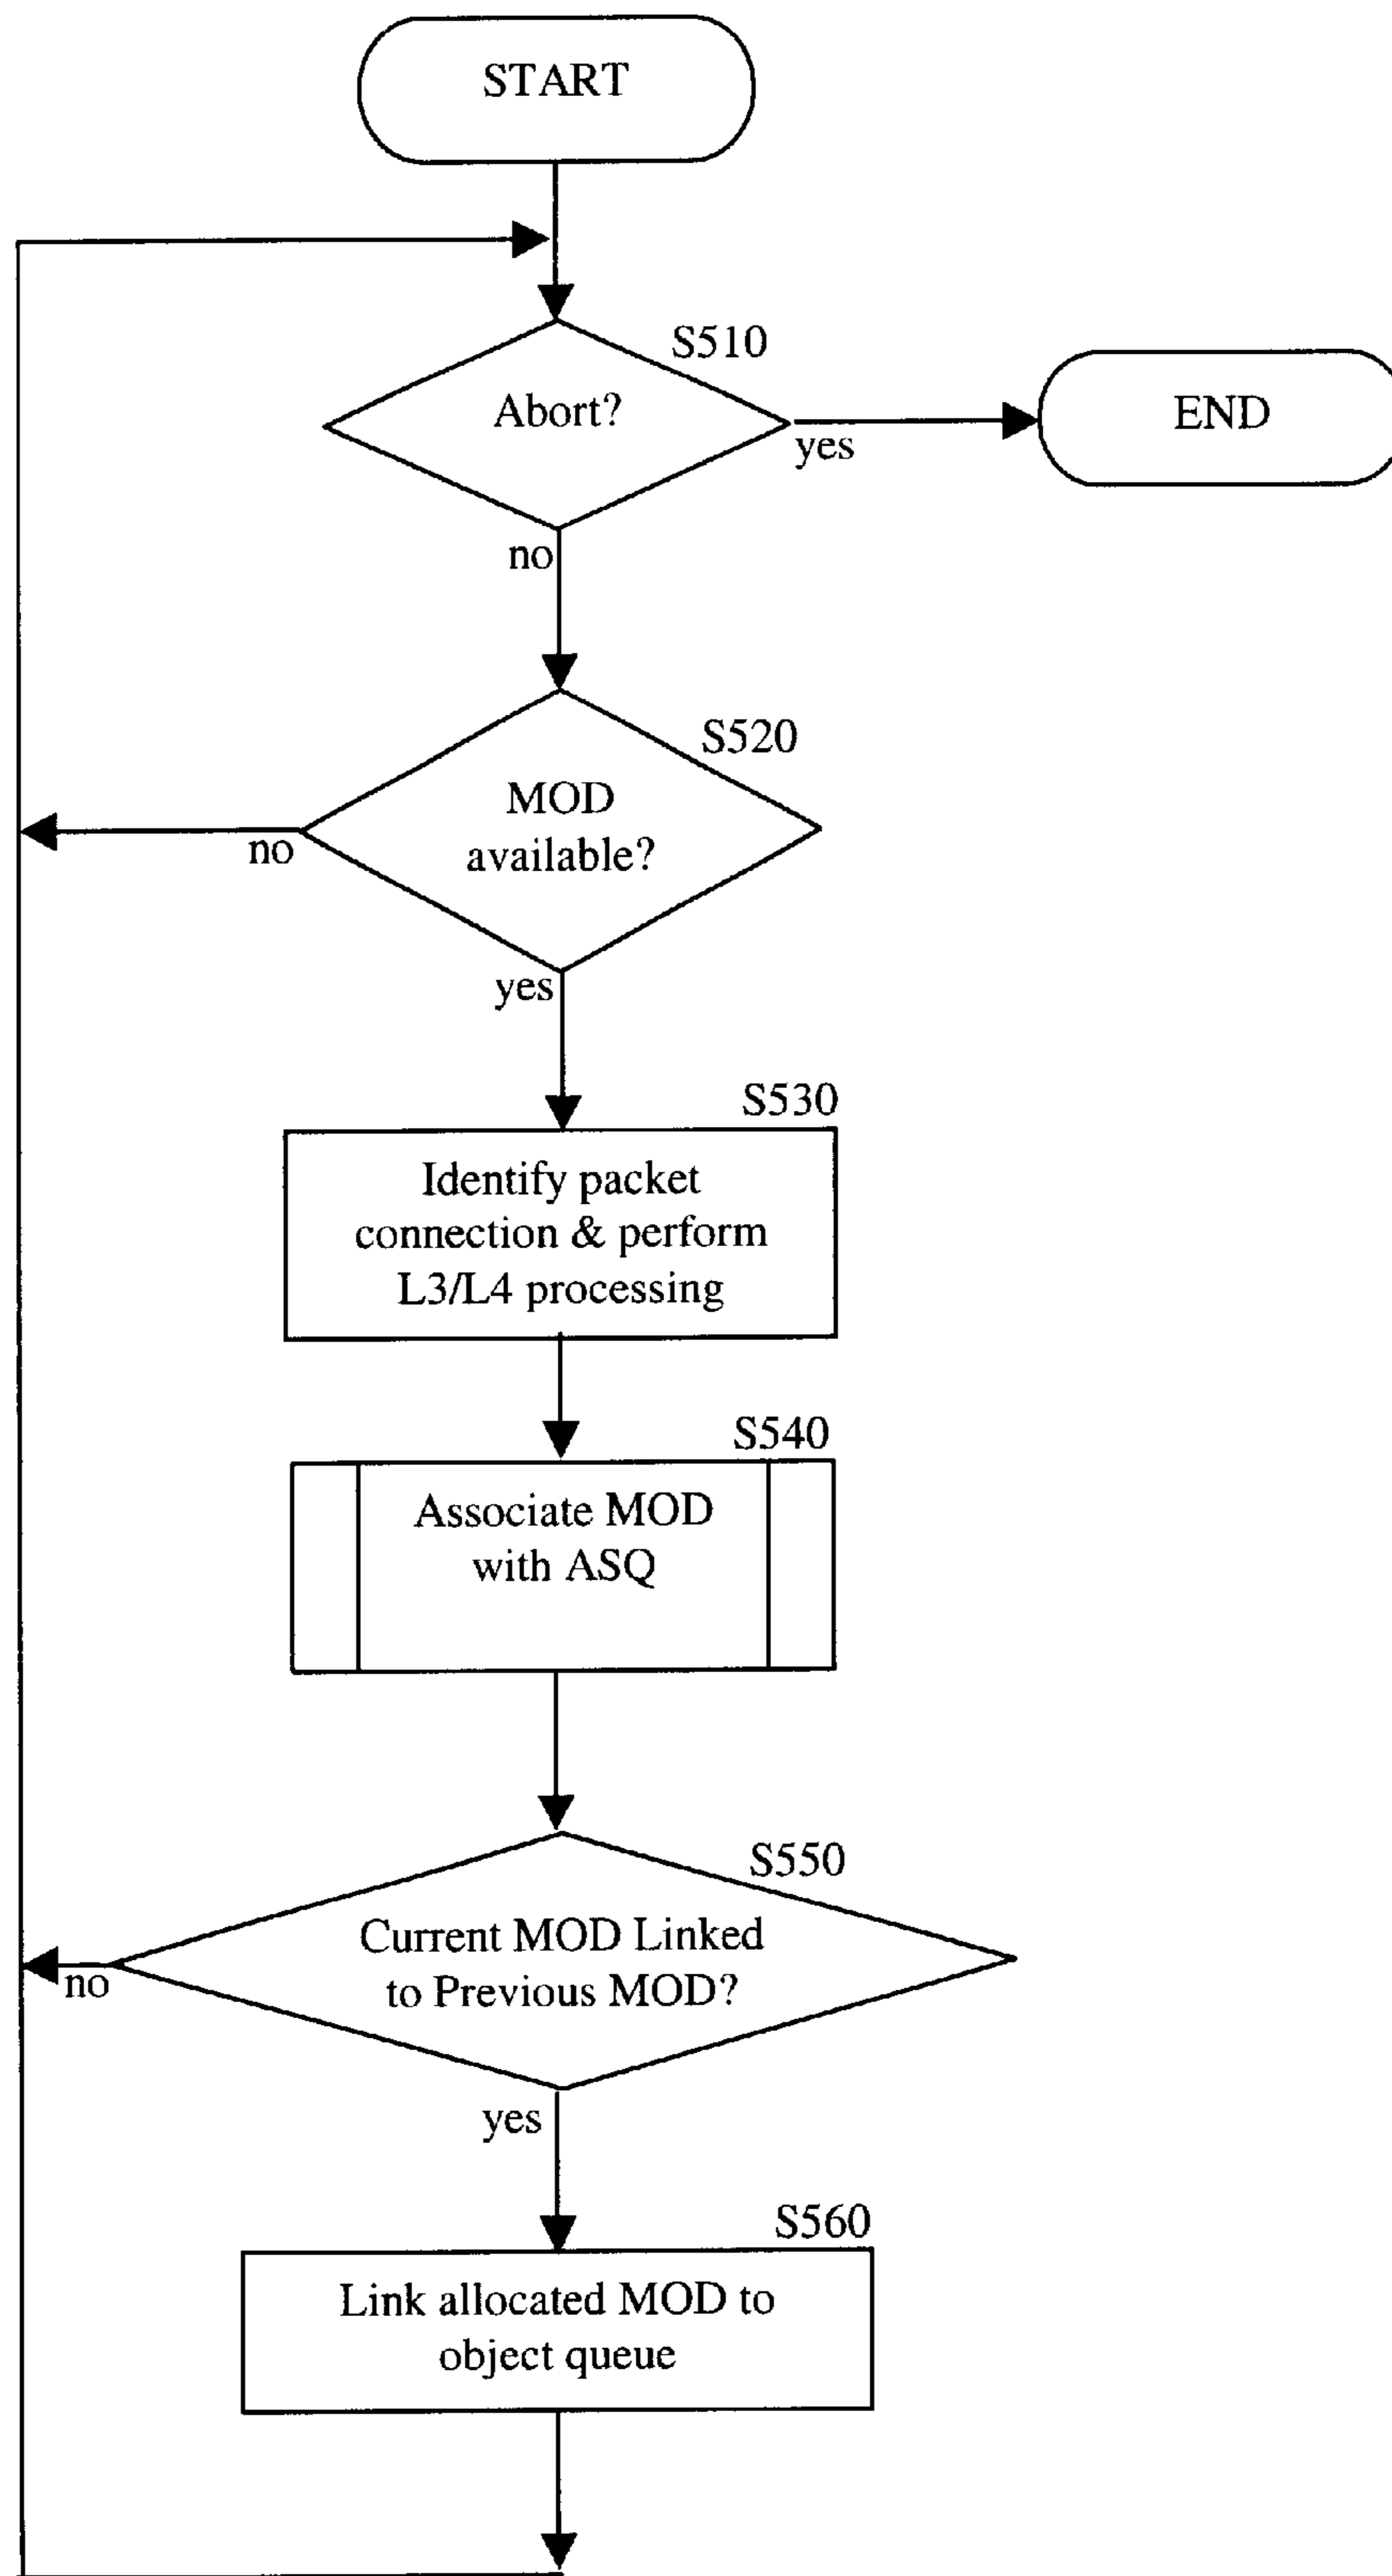 START
S510
Abort?
yes
END
no
S520
MOD
available?
no
yes
S530
Identify packet
connection & perform
L3/L4 processing
S540
Associate MOD
with ASQ
S550
Current MOD Linked
to Previous MOD?
no
yes
S560
Link allocated MOD to
object queue